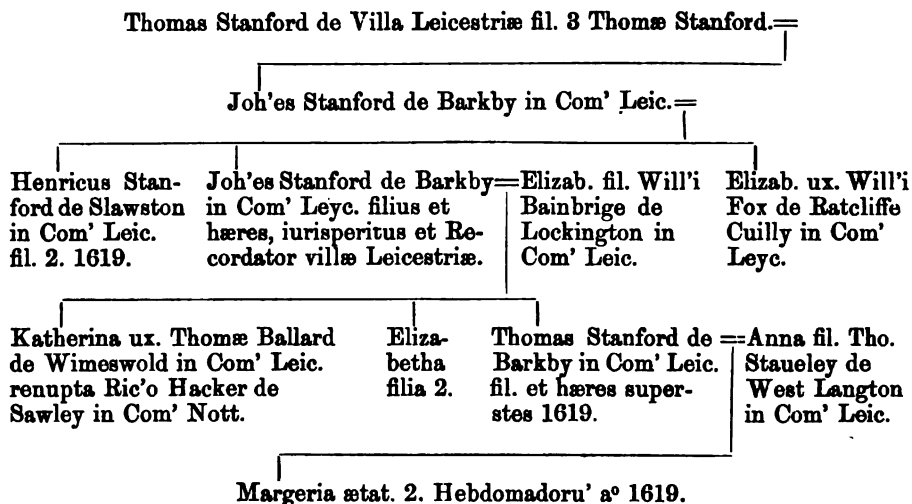 Thomas Stanford de Villa Leicestriæ fil. 3 Thomæ Stanford.=
Joh'es Stanford de Barkby in Com' Leic.=
Henricus Stan-
ford de Slawston
in Com' Leic.
fil. 2. 1619.
Joh'es Stanford de Barkby=
in Com' Leyc. filius et
hæres, iurisperitus et Re-
cordator villæ Leicestriæ.
Elizab. fil. Will'i
Bainbrige de
Lockington in
Com' Leic.
Elizab. ux. Will'i
Fox de Ratcliffe
Cuilly in Com'
Leyc.
Katherina ux. Thomæ Ballard
de Wimeswold in Com' Leic.
renupta Ric'o Hacker de
Sawley in Com' Nott.
Eliza-
betha
filia 2.
Thomas Stanford de =
Barkby in Com' Leic.
fil. et hæres super-
stes 1619.
Anna fil. Tho.
Staueley de
West Langton
in Com' Leic.
Margeria ætat. 2. Hebdomadoru' aº 1619.